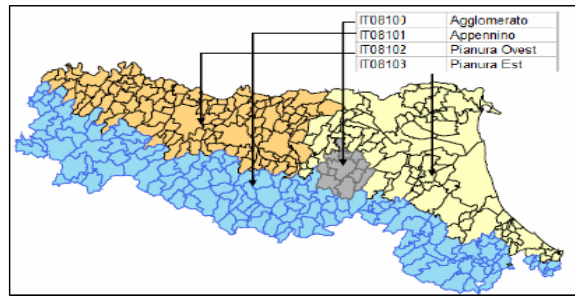 IT08100 Agglomerato
IT08101 Appennino
IT08102 Pianura Ovest
IT08103 Pianura Est